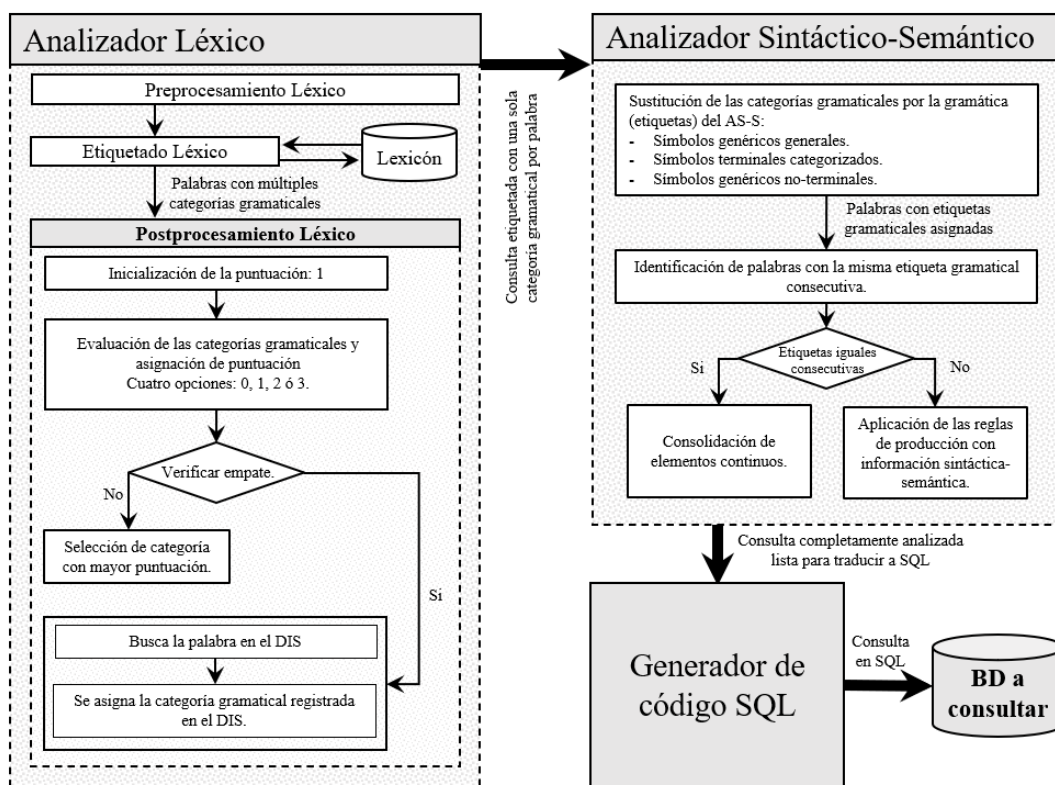 Analizador Léxico
Preprocesamiento Léxico
Etiquetado Léxico
Lexicón
Palabras con múltiples
categorías gramaticales
Postprocesamiento Léxico
Inicialización de la puntuación: 1
Evaluación de las categorías gramaticales y
asignación de puntuación
Cuatro opciones: 0, 1, 2 ó 3.
Verificar empate.
No
Selección de categoría
con mayor puntuación.
Si
Busca la palabra en el DIS
Se asigna la categoría gramatical registrada
en el DIS.
Consulta etiquetada con una sola
categoría gramatical por palabra
Analizador Sintáctico-Semántico
Sustitución de las categorías gramaticales por la gramática
(etiquetas) del AS-S:
- Símbolos genéricos generales.
- Símbolos terminales categorizados.
- Símbolos genéricos no-terminales.
Palabras con etiquetas
gramaticales asignadas
Identificación de palabras con la misma etiqueta gramatical
consecutiva.
Etiquetas iguales
consecutivas
Si
No
Consolidación de
elementos continuos.
Aplicación de las reglas
de producción con
información sintáctica-
semántica.
Consulta completamente analizada
lista para traducir a SQL
Generador de
código SQL
Consulta
en SQL
BD a
consultar